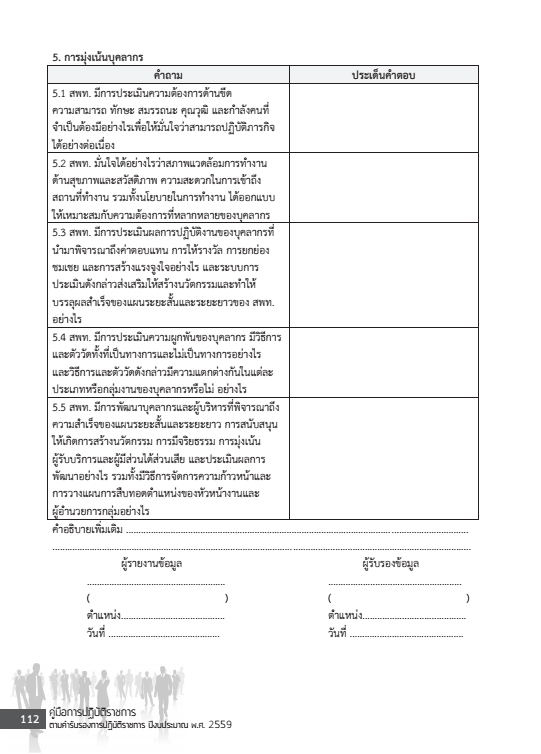 5. การมุ่งเน้นบุคลากร
คำถาม
ประเด็นคำตอบ
5.1 สพท. มีการประเมินความต้องการด้านขีด
ความสามารถ ทักษะ สมรรถนะ คุณวุฒิ และกำลังคนที่
จำเป็นต้องมีอย่างไรเพื่อให้มั่นใจว่าสามารถปฏิบัติภารกิจ
ได้อย่างต่อเนื่อง
5.2 สพท. มั่นใจได้อย่างไรว่าสภาพแวดล้อมการทำงาน
ด้านสุขภาพและสวัสดิภาพ ความสะดวกในการเข้าถึง
สถานที่ทำงาน รวมทั้งนโยบายในการทำงาน ได้ออกแบบ
ให้เหมาะสมกับความต้องการที่หลากหลายของบุคลากร
5.3 สพท. มีการประเมินผลการปฏิบัติงานของบุคลากรที่
นำมาพิจารณาถึงค่าตอบแทน การให้รางวัล การยกย่อง
ชมเชย และการสร้างแรงจูงใจอย่างไร และระบบการ
ประเมินดังกล่าวส่งเสริมให้สร้างนวัตกรรมและทำให้
บรรลุผลสำเร็จของแผนระยะสั้นและระยะยาวของ สพท.
อย่างไร
5.4 สพท. มีการประเมินความผูกพันของบุคลากร มีวิธีการ
และตัววัดทั้งที่เป็นทางการและไม่เป็นทางการอย่างไร
และวิธีการและตัววัดดังกล่าวมีความแตกต่างกันในแต่ละ
ประเภทหรือกลุ่มงานของบุคลากรหรือไม่ อย่างไร
5.5 สพท. มีการพัฒนาบุคลากรและผู้บริหารที่พิจารณาถึง
ความสำเร็จของแผนระยะสั้นและระยะยาว การสนับสนุน
ให้เกิดการสร้างนวัตกรรม การมีจริยธรรม การมุ่งเน้น
ผู้รับบริการและผู้มีส่วนได้ส่วนเสีย และประเมินผลการ
พัฒนาอย่างไร รวมทั้งมีวิธีการจัดการความก้าวหน้าและ
การวางแผนการสืบทอดตำแหน่งของหัวหน้างานและ
ผู้อำนวยการกลุ่มอย่างไร
คำอธิบายเพิ่มเติม ....................................................................................................................
..............................................................................................................................................
ผู้รายงานข้อมูล
ผู้รับรองข้อมูล
................................................
................................................
( )
( )
ตำแหน่ง....................................
ตำแหน่ง....................................
วันที่ .......................................
วันที่ .......................................
112
คู่มือการปฏิบัติราชการ
ตามคำรับรองการปฏิบัติราชการ ปีงบประมาณ พ.ศ. 2559